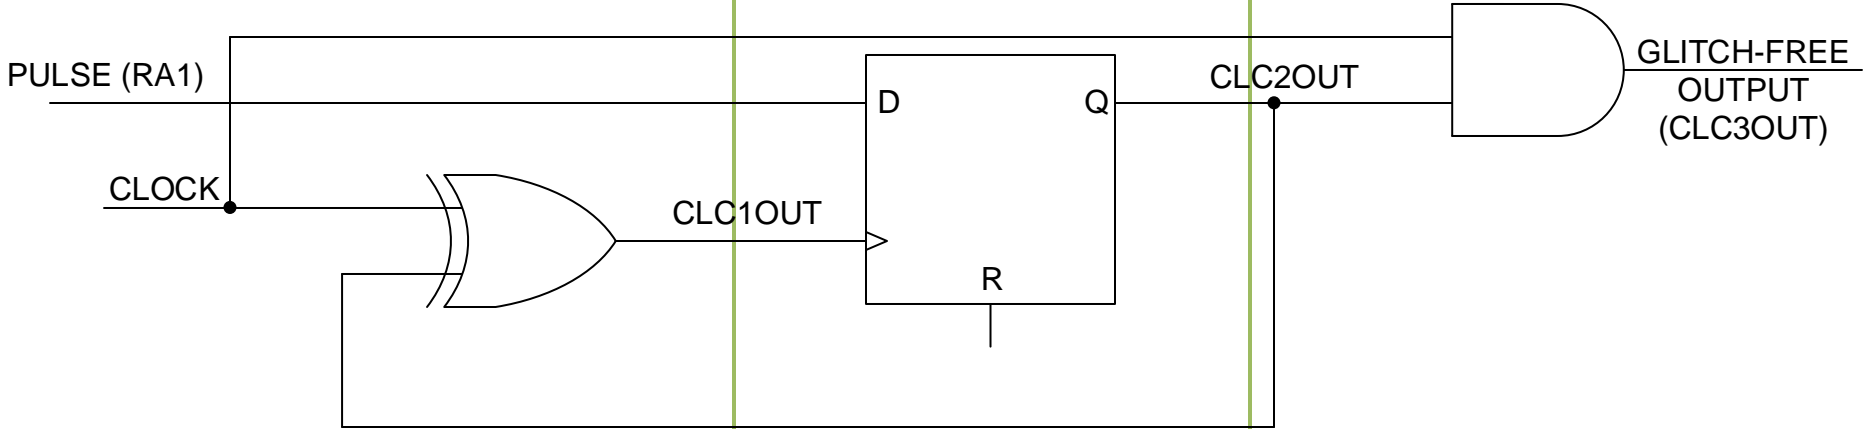 PULSE (RA1)
CLOCK
CLC1OUT
D
Q
R
CLC2OUT
GLITCH-FREE
OUTPUT
(CLC3OUT)